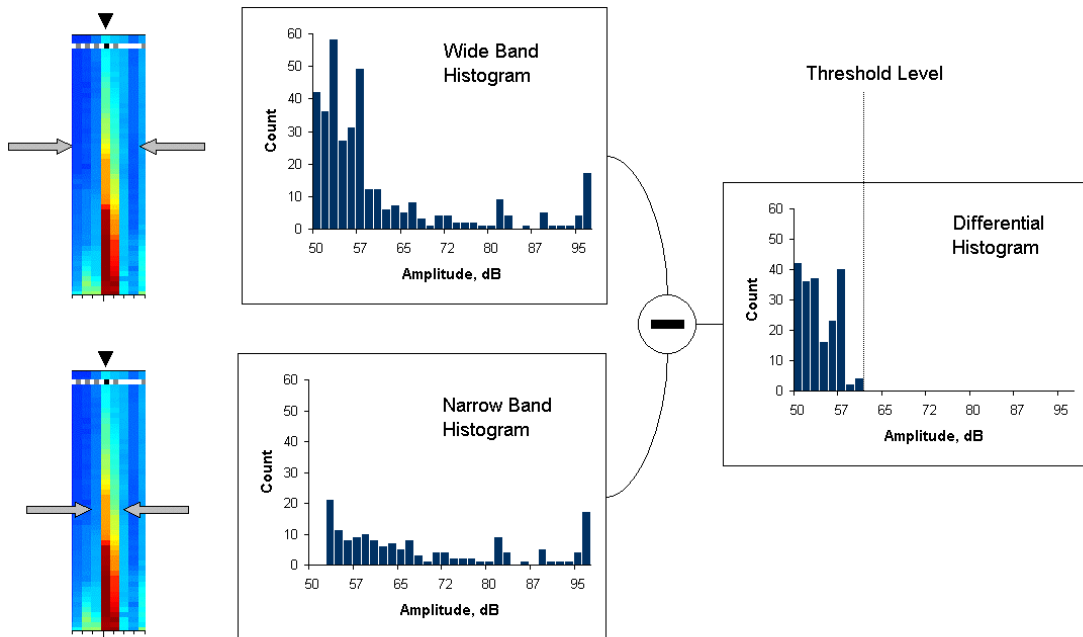 Wide Band
Histogram
60
50
40
30
20
10
0
Count
50 57 65 72 80 87 95
Amplitude, dB
Threshold Level
Differential
Histogram
60
50
40
30
20
10
0
Count
50 57 65 72 80 87 95
Amplitude, dB
Narrow Band
Histogram
60
50
40
30
20
10
0
Count
50 57 65 72 80 87 95
Amplitude, dB